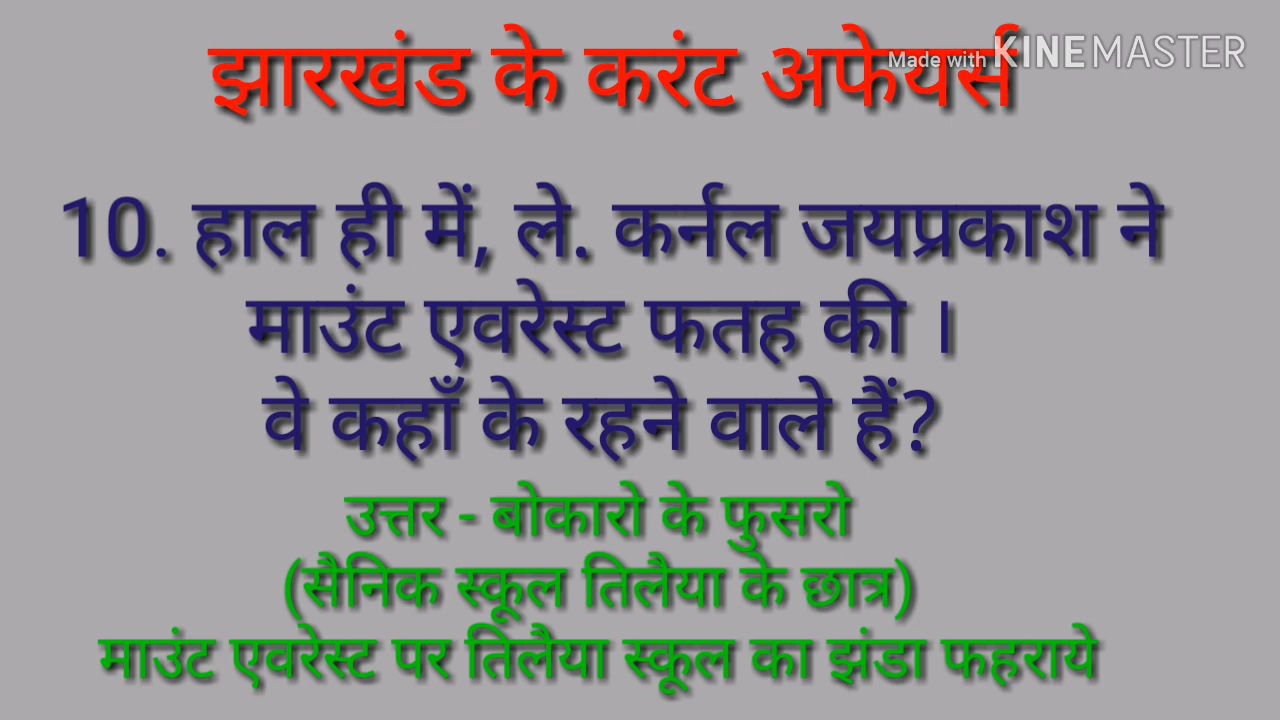 झारखंड के करंट अफेयर्स
Made with KINEMASTER
10. हाल ही में, ले. कर्नल जयप्रकाश ने
माउंट एवरेस्ट फतह की ।
वे कहाँ के रहने वाले हैं?
उत्तर - बोकारो के फुसरो
(सैनिक स्कूल तिलैया के छात्र)
माउंट एवरेस्ट पर तिलैया स्कूल का झंडा फहराये